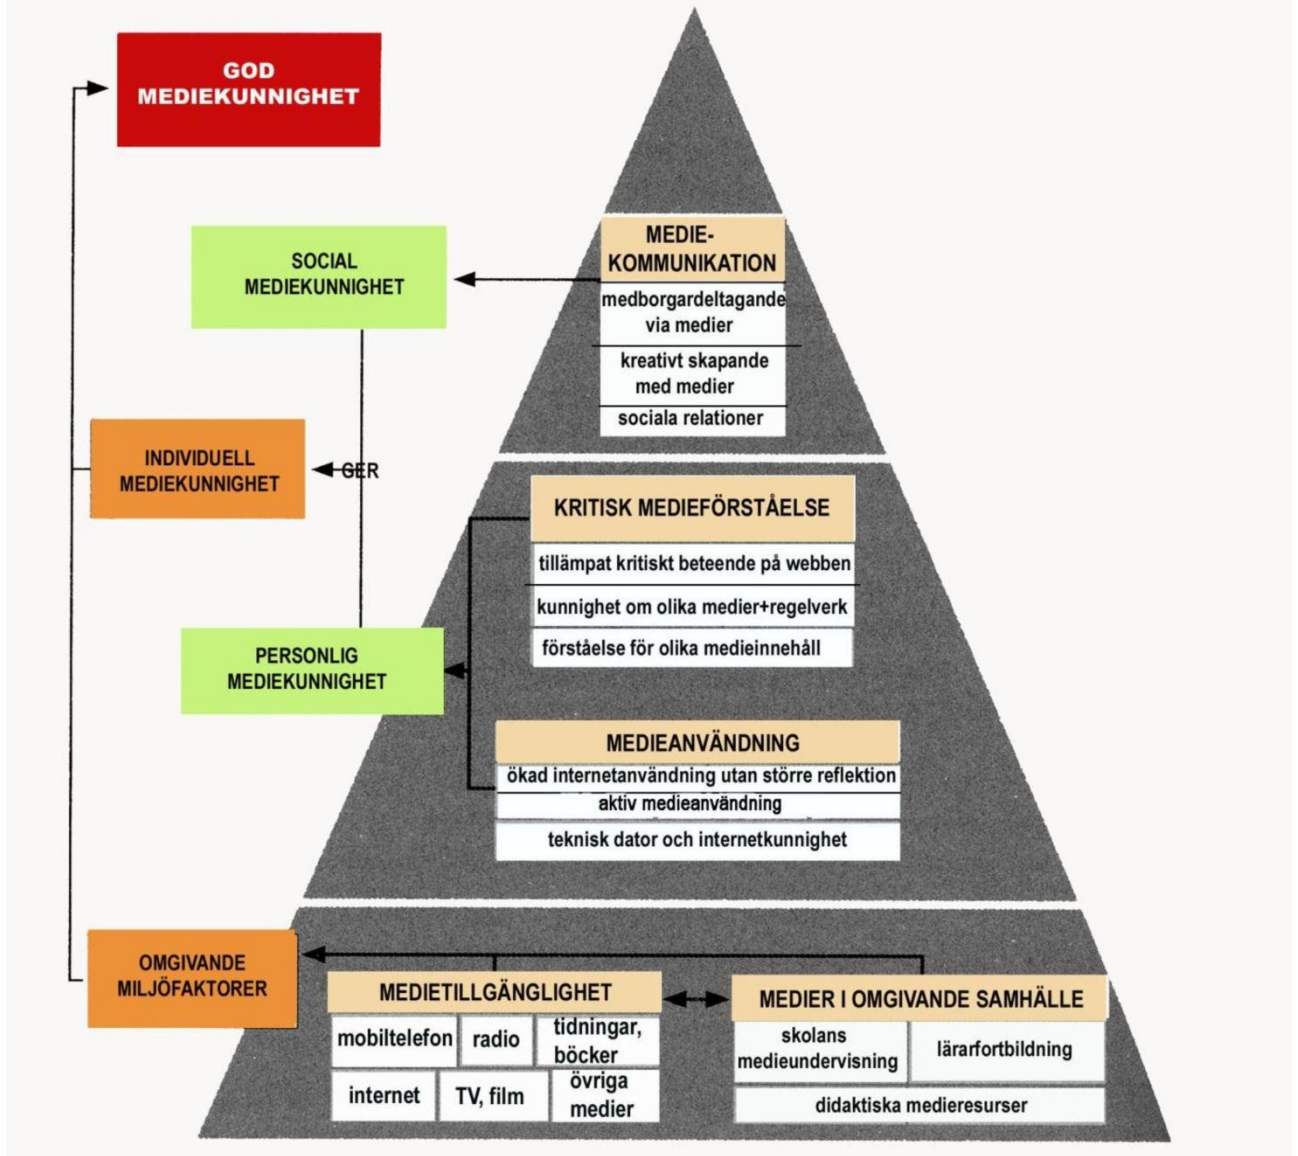 GOD
MEDIEKUNNIGHET
SOCIAL
MEDIEKUNNIGHET
MEDIE-
KOMMUNIKATION
medborgardeltagande
via medier
kreativt skapande
med medier
sociala relationer
INDIVIDUELL
MEDIEKUNNIGHET
GER
KRITISK MEDIEFÖRSTÅELSE
tillämpat kritiskt beteende på webben
kunnighet om olika medier+regelverk
förståelse för olika medieinnehåll
PERSONLIG
MEDIEKUNNIGHET
MEDIEANVÄNDNING
ökad internetanvändning utan större reflektion
aktiv medieanvändning
teknisk dator och internetkunnighet
OMGIVANDE
MILJÖFAKTORER
MEDIETILLGÄNGLIGHET
mobiltelefon
radio
tidningar,
böcker
internet
TV, film
övriga
medier
MEDIER I OMGIVANDE SAMHÄLLE
skolans
medieundervisning
lärarfortbildning
didaktiska medieresurser